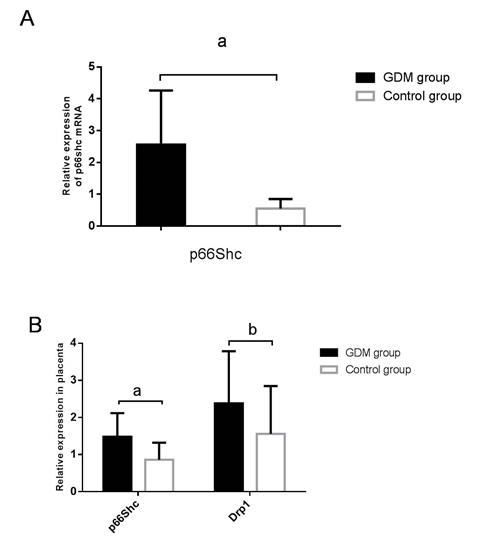 A
a
5
4
3
2
1
0
Relative expression
of p66shc mRNA
GDM group
Control group
p66Shc
B
4
3
2
1
0
Relative expression in placenta
a
b
GDM group
Control group
p66Shc
Drp1